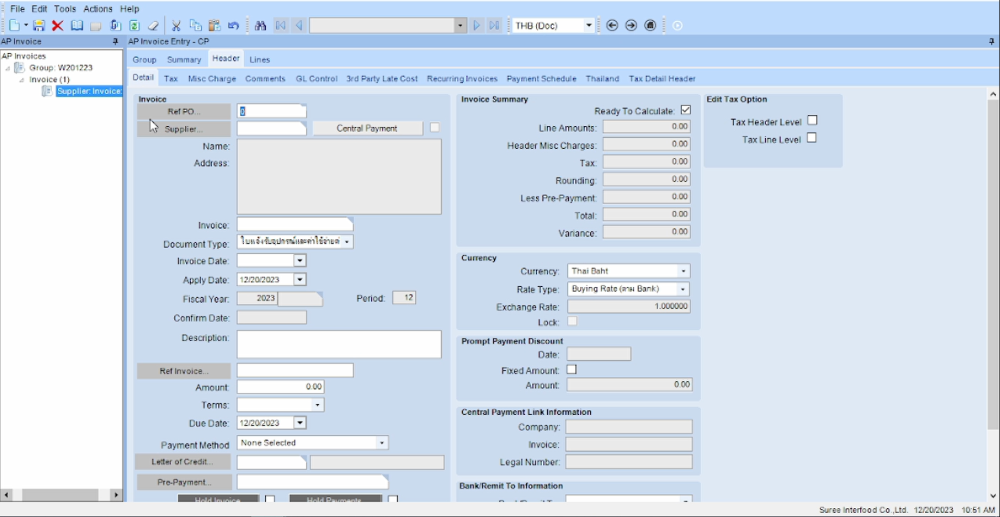 File Edit Tools Actions Help
THB (Doc)
AP Invoice
AP Invoice Entry - CP
AP Invoices
Group: W201223
Invoice (1)
Supplier: Invoice:
Group Summary Header Lines
Detail Tax Misc Charge Comments GL Control 3rd Party Late Cost Recurring Invoices Payment Schedule Thailand Tax Detail Header
Invoice
Ref PO... 0
Supplier... Central Payment
Name:
Address:
Invoice:
Document Type: ใบแจ้งรับอุปกรณ์และค่าใช้จ่ายต่
Invoice Date:
Apply Date: 12/20/2023
Fiscal Year: 2023 Period: 12
Confirm Date:
Description:
Ref Invoice...
Amount: 0.00
Terms:
Due Date: 12/20/2023
Payment Method None Selected
Letter of Credit...
Pre-Payment...
Hold Invoice Hold Payments
Invoice Summary
Ready To Calculate:
Line Amounts: 0.00
Header Misc Charges: 0.00
Tax: 0.00
Rounding: 0.00
Less Pre-Payment: 0.00
Total: 0.00
Variance: 0.00
Currency
Currency: Thai Baht
Rate Type: Buying Rate (ตาม Bank)
Exchange Rate: 1.000000
Lock:
Prompt Payment Discount
Date:
Fixed Amount:
Amount: 0.00
Central Payment Link Information
Company:
Invoice:
Legal Number:
Bank/Remit To Information
Edit Tax Option
Tax Header Level
Tax Line Level
Suree Interfood Co.,Ltd. 12/20/2023 10:51 AM